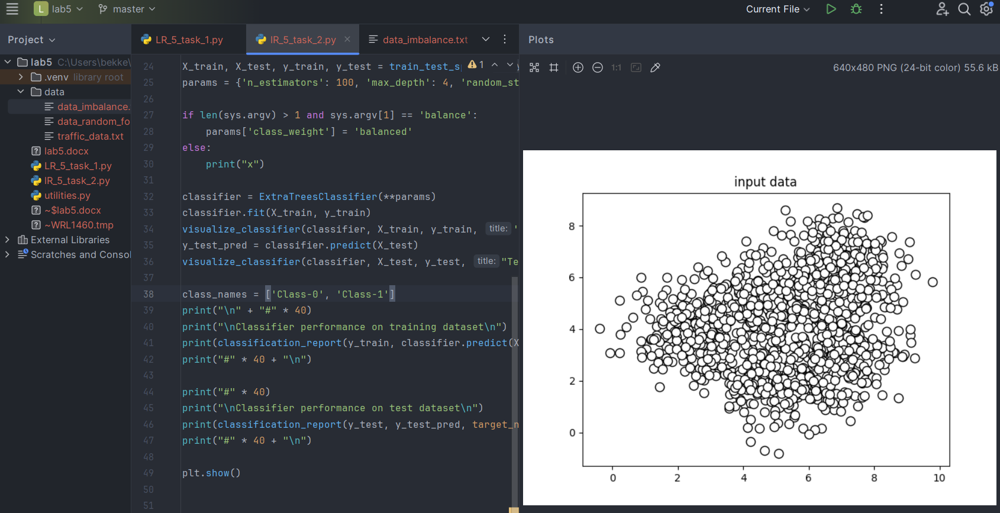 L lab5 master Current File
Project
LR_5_task_1.py IR_5_task_2.py data_imbalance.txt Plots
lab5 C:\Users\bekke\
.venv library root
data
data_imbalance.
data_random_fo
traffic_data.txt
lab5.docx
LR_5_task_1.py
IR_5_task_2.py
utilities.py
~$lab5.docx
~WRL1460.tmp
External Libraries
Scratches and Consol
1
24 X_train, X_test, y_train, y_test = train_test_s
25 params = {'n_estimators': 100, 'max_depth': 4, 'random_st
26
27 if len(sys.argv) > 1 and sys.argv[1] == 'balance':
28 params['class_weight'] = 'balanced'
29 else:
30 print("x")
31
32 classifier = ExtraTreesClassifier(**params)
33 classifier.fit(X_train, y_train)
34 visualize_classifier(classifier, X_train, y_train, title: '
35 y_test_pred = classifier.predict(X_test)
36 visualize_classifier(classifier, X_test, y_test, title: "Te
37
38 class_names = ['Class-0', 'Class-1']
39 print("\n" + "#" * 40)
40 print("\nClassifier performance on training dataset\n")
41 print(classification_report(y_train, classifier.predict(X
42 print("#" * 40 + "\n")
43
44 print("#" * 40)
45 print("\nClassifier performance on test dataset\n")
46 print(classification_report(y_test, y_test_pred, target_n
47 print("#" * 40 + "\n")
48
49 plt.show()
50
51
1:1 640x480 PNG (24-bit color) 55.6 kB
input data
8
6
4
2
0
0 2 4 6 8 10